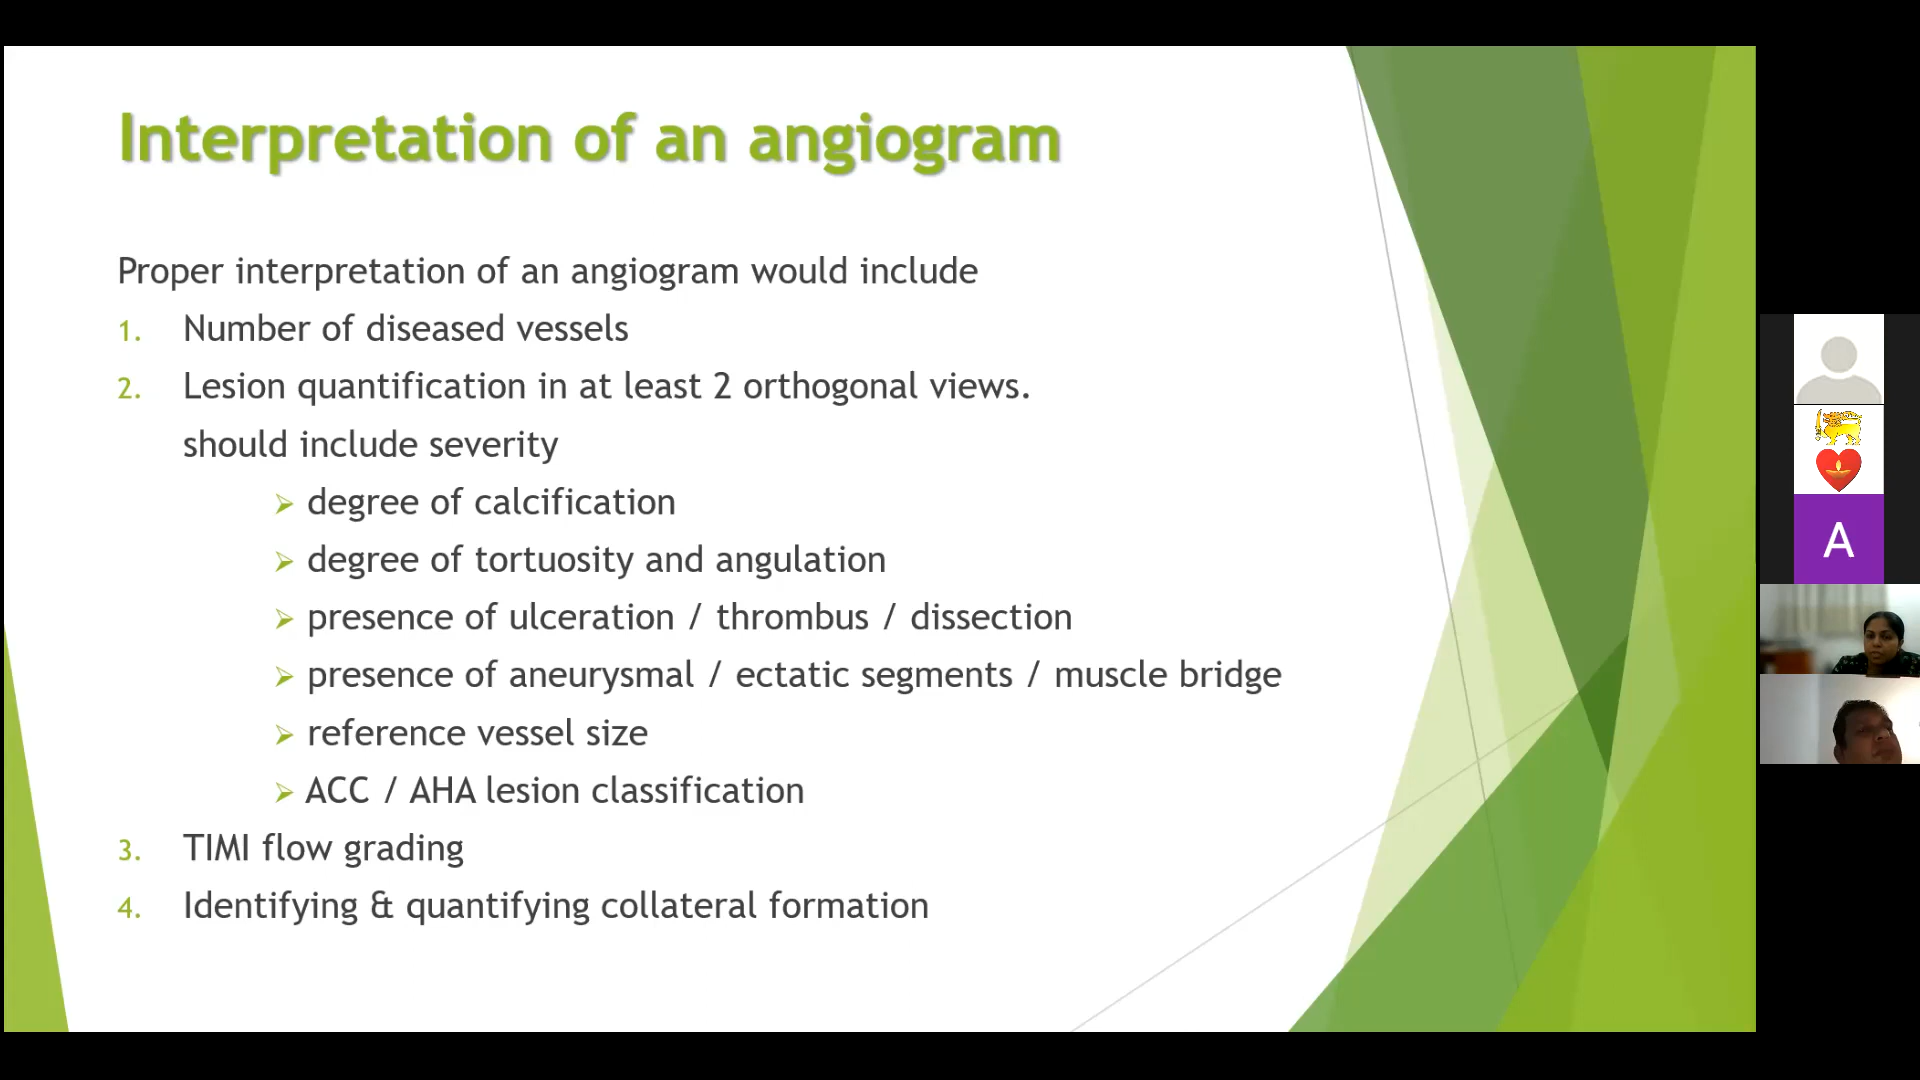 Interpretation of an angiogram
Proper interpretation of an angiogram would include
1. Number of diseased vessels
2. Lesion quantification in at least 2 orthogonal views.
should include severity
➢ degree of calcification
➢ degree of tortuosity and angulation
➢ presence of ulceration / thrombus / dissection
➢ presence of aneurysmal / ectatic segments / muscle bridge
➢ reference vessel size
➢ ACC / AHA lesion classification
3. TIMI flow grading
4. Identifying & quantifying collateral formation
A